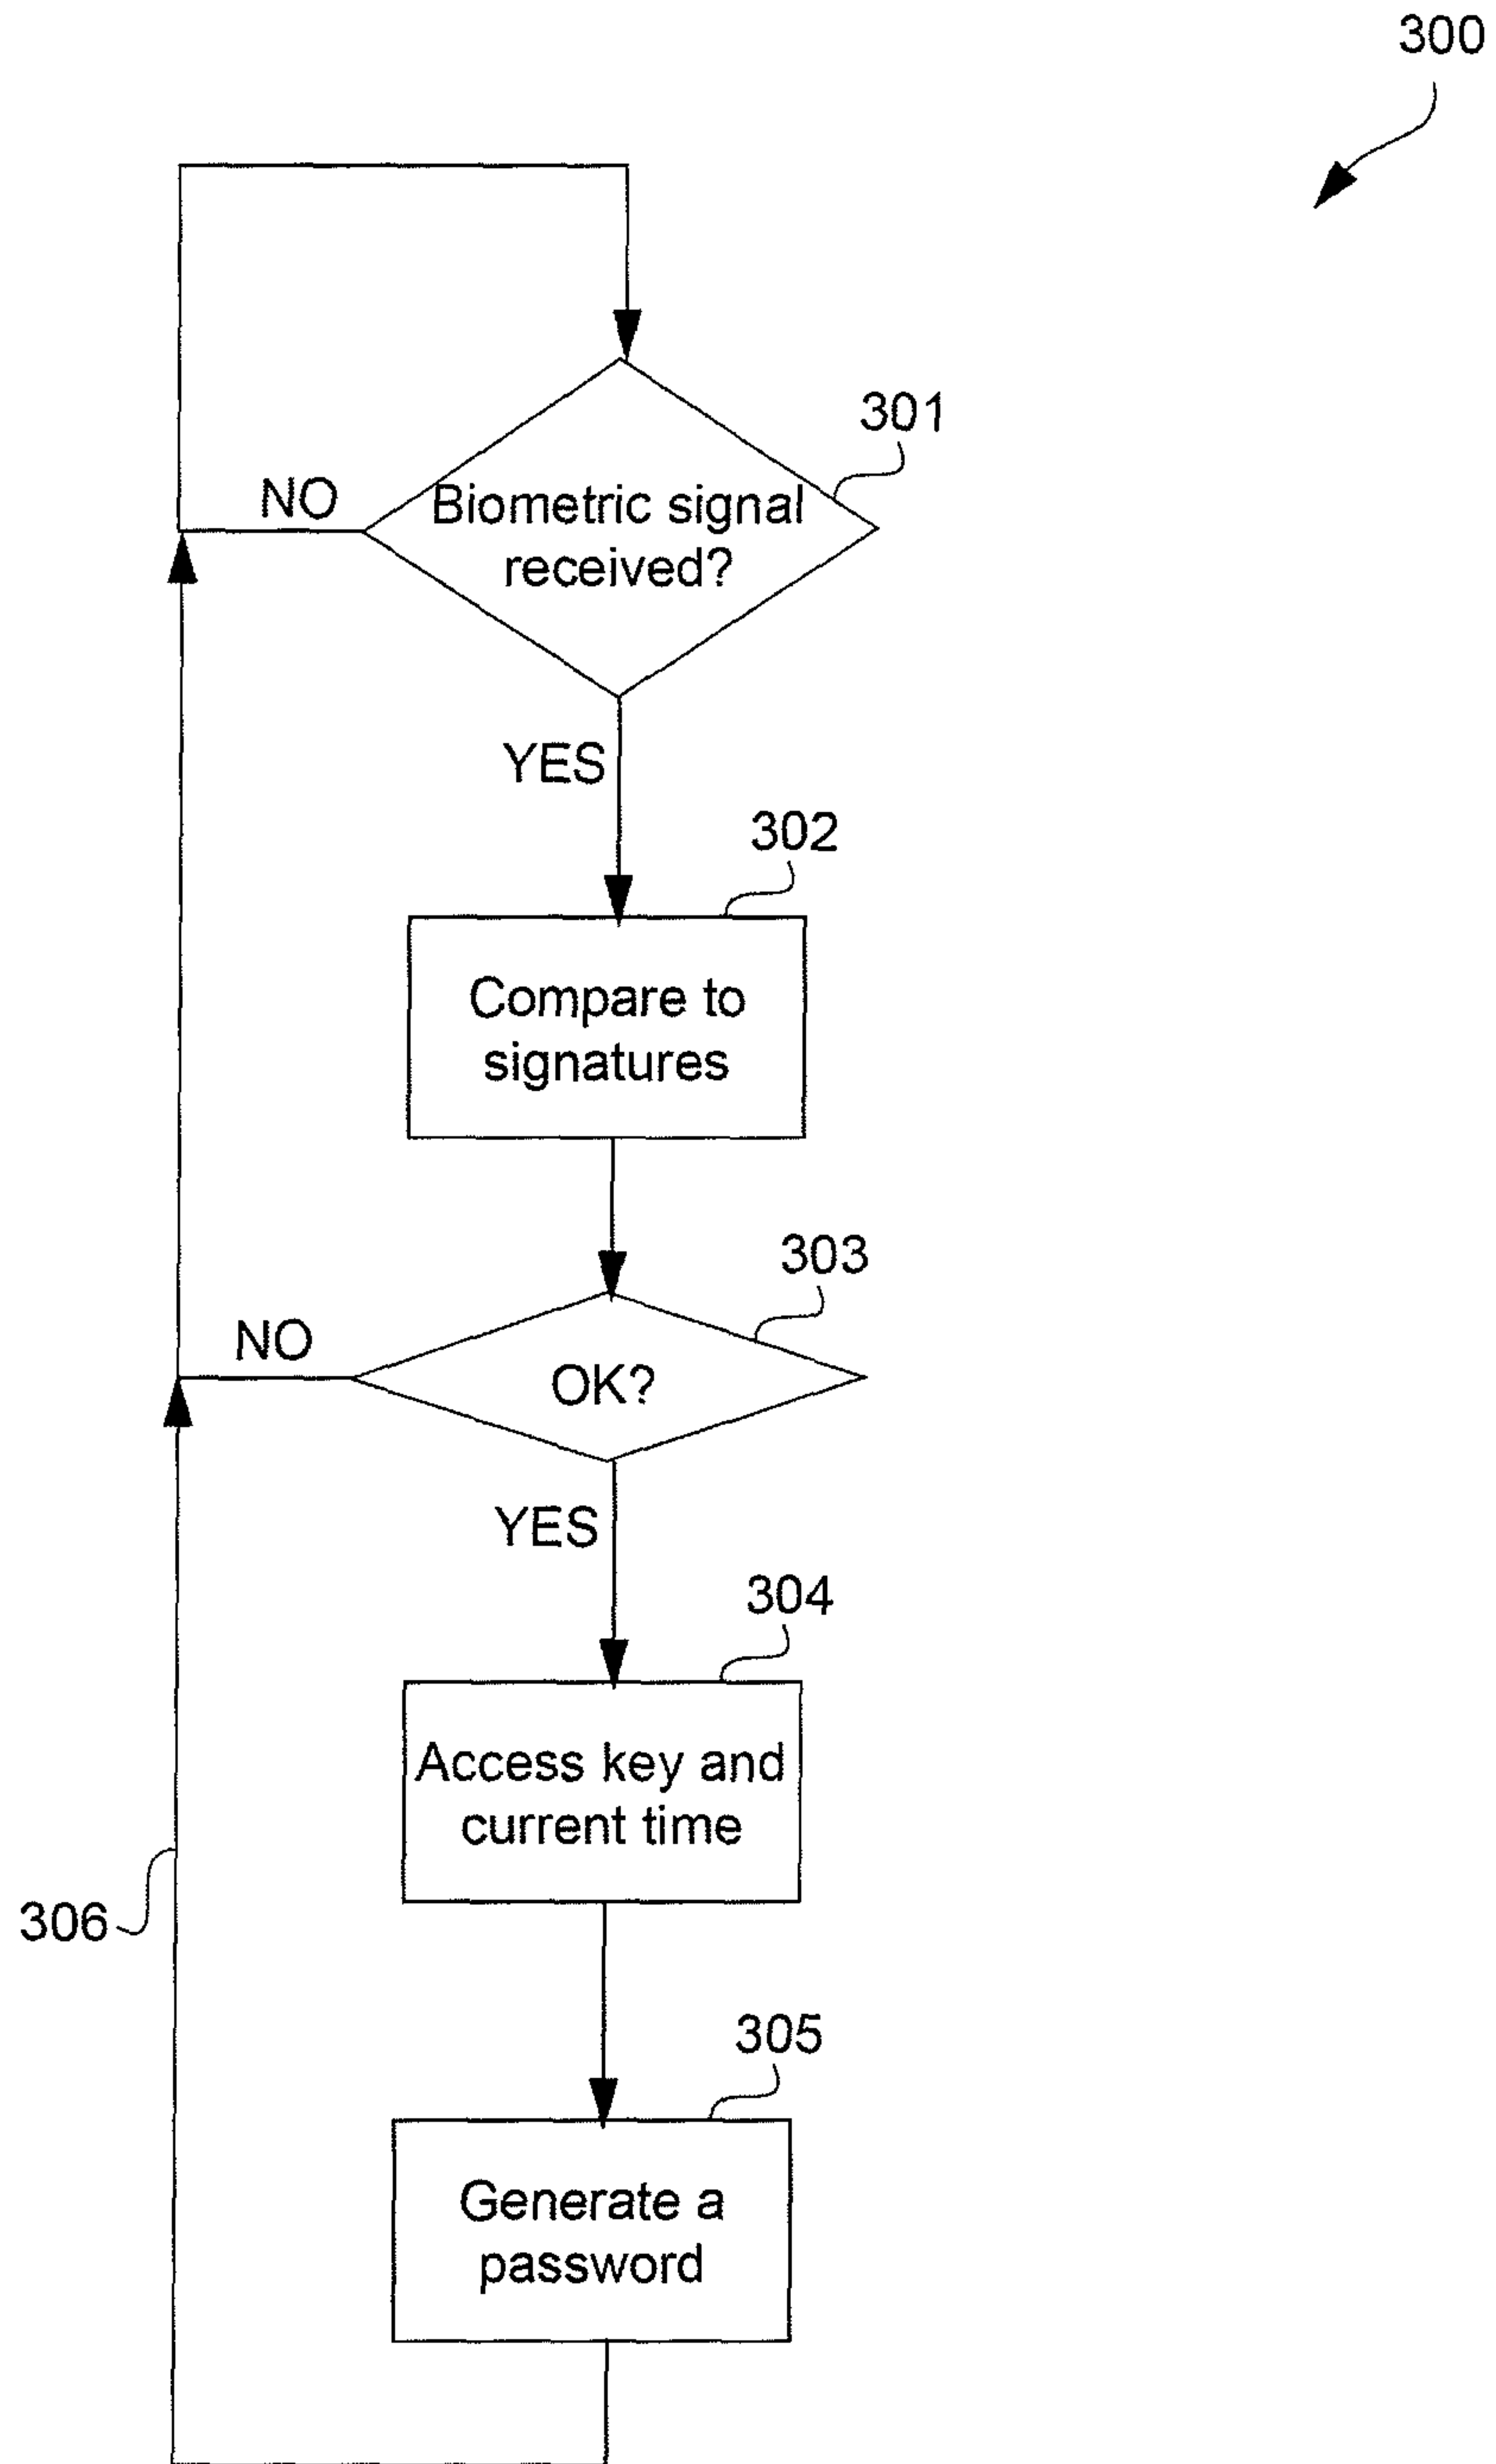 300
301
NO
Biometric signal
received?
YES
302
Compare to
signatures
303
NO
OK?
YES
304
Access key and
current time
306
305
Generate a
password